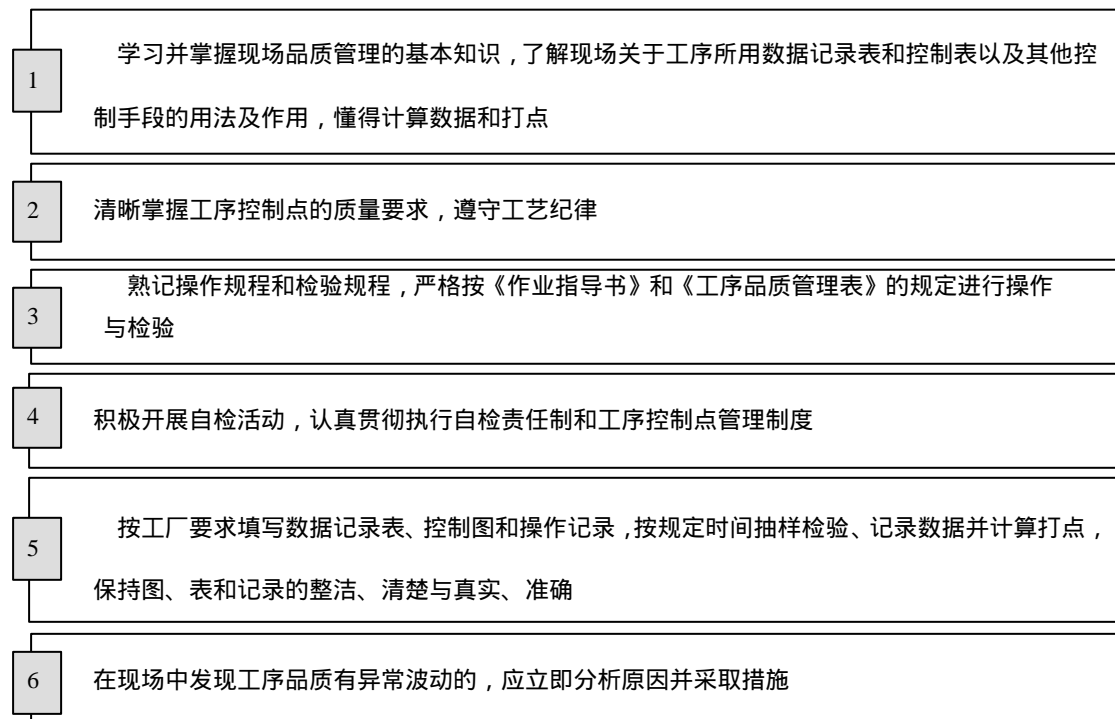 1
学习并掌握现场品质管理的基本知识，了解现场关于工序所用数据记录表和控制表以及其他控
制手段的用法及作用，懂得计算数据和打点
2
清晰掌握工序控制点的质量要求，遵守工艺纪律
3
熟记操作规程和检验规程，严格按《作业指导书》和《工序品质管理表》的规定进行操作
与检验
4
积极开展自检活动，认真贯彻执行自检责任制和工序控制点管理制度
5
按工厂要求填写数据记录表、控制图和操作记录，按规定时间抽样检验、记录数据并计算打点，
保持图、表和记录的整洁、清楚与真实、准确
6
在现场中发现工序品质有异常波动的，应立即分析原因并采取措施